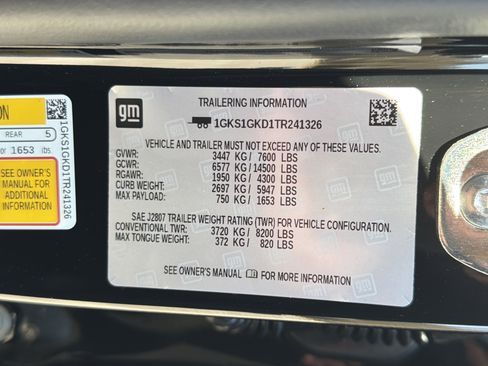 gm
TRAILERING INFORMATION
1GKS1GKD1TR241326
VEHICLE AND TRAILER MUST NOT EXCEED ANY OF THESE VALUES.
GVWR: 3447 KG/ 7600 LBS
GCWR: 6577 KG/ 14500 LBS
RGAWR: 1950 KG/ 4300 LBS
CURB WEIGHT: 2697 KG/ 5947 LBS
MAX PAYLOAD: 750 KG/ 1653 LBS
SAE J2807 TRAILER WEIGHT RATING (TWR) FOR VEHICLE CONFIGURATION.
CONVENTIONAL TWR: 3720 KG/ 8200 LBS
MAX TONGUE WEIGHT: 372 KG/ 820 LBS
SEE OWNER'S MANUAL FOR MORE INFORMATION
REAR 5
or 1653 lbs.
SEE OWNER'S
MANUAL FOR
ADDITIONAL
INFORMATION
1GKS1GKD1TR241326